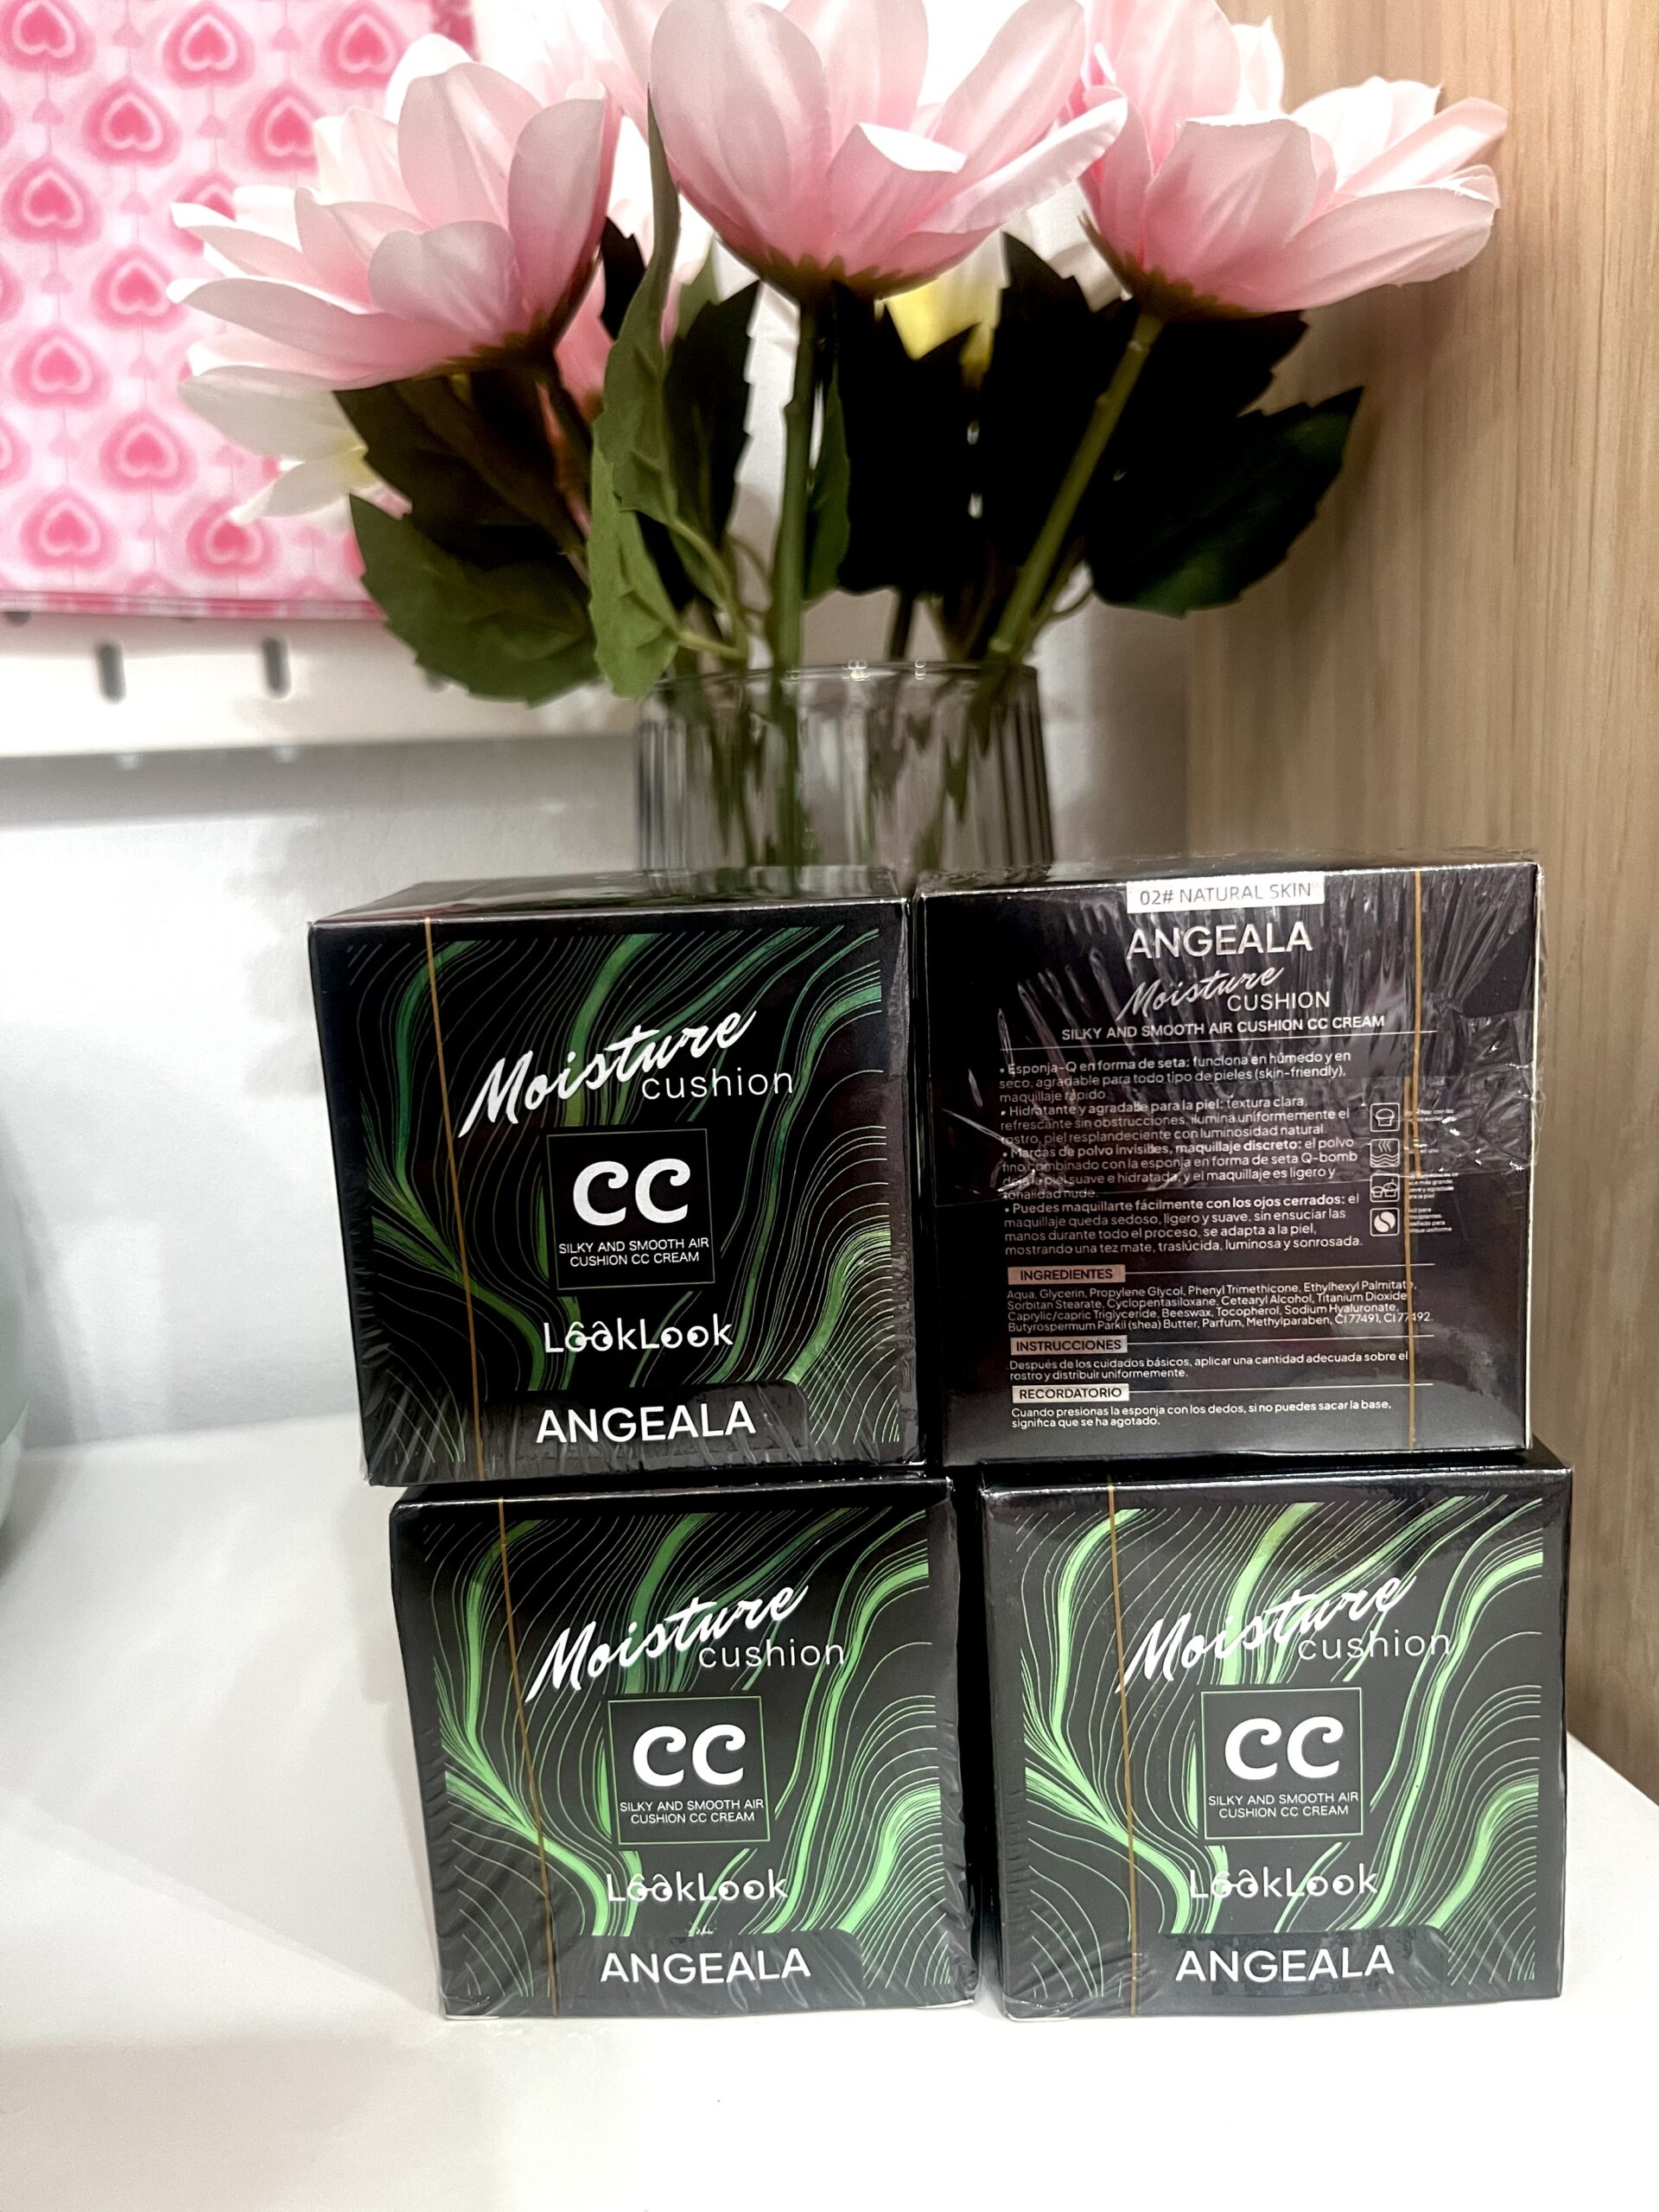 Moisture
cushion
CC
SILKY AND SMOOTH AIR
CUSHION CC CREAM
LookLook
ANGEALA
02# NATURAL SKIN
ANGEALA
Moisture
CUSHION
SILKY AND SMOOTH AIR CUSHION CC CREAM
• Esponja-Q en forma de seta: funciona en húmedo y en
seco, agradable para todo tipo de pieles (skin-friendly),
maquillaje rápido.
• Hidratante y agradable para la piel: textura clara,
refrescante sin obstrucciones, ilumina uniformemente el
rostro, piel resplandeciente con luminosidad natural
• Marcas de polvo invisibles, maquillaje discreto: el polvo
fino combinado con la esponja en forma de seta Q-bomb
deja la piel suave e hidratada, y el maquillaje es ligero y
tonalidad nude.
• Puedes maquillarte fácilmente con los ojos cerrados: el
maquillaje queda sedoso, ligero y suave, sin ensuciar las
manos durante todo el proceso, se adapta a la piel,
mostrando una tez mate, traslúcida, luminosa y sonrosada.
INGREDIENTES
Aqua, Glycerin, Propylene Glycol, Phenyl Trimethicone, Ethylhexyl Palmitate,
Sorbitan Stearate, Cyclopentasiloxane, Cetearyl Alcohol, Titanium Dioxide
Caprylic/capric Triglyceride, Beeswax, Tocopherol, Sodium Hyaluronate,
Butyrospermum Parkii (shea) Butter, Parfum, Methylparaben, CI 77491, CI 77492.
INSTRUCCIONES
Después de los cuidados básicos, aplicar una cantidad adecuada sobre el
rostro y distribuir uniformemente.
RECORDATORIO
Cuando presionas la esponja con los dedos, si no puedes sacar la base,
significa que se ha agotado.
Moisture
cushion
CC
SILKY AND SMOOTH AIR
CUSHION CC CREAM
LookLook
ANGEALA
Moisture
cushion
CC
SILKY AND SMOOTH AIR
CUSHION CC CREAM
LookLook
ANGEALA